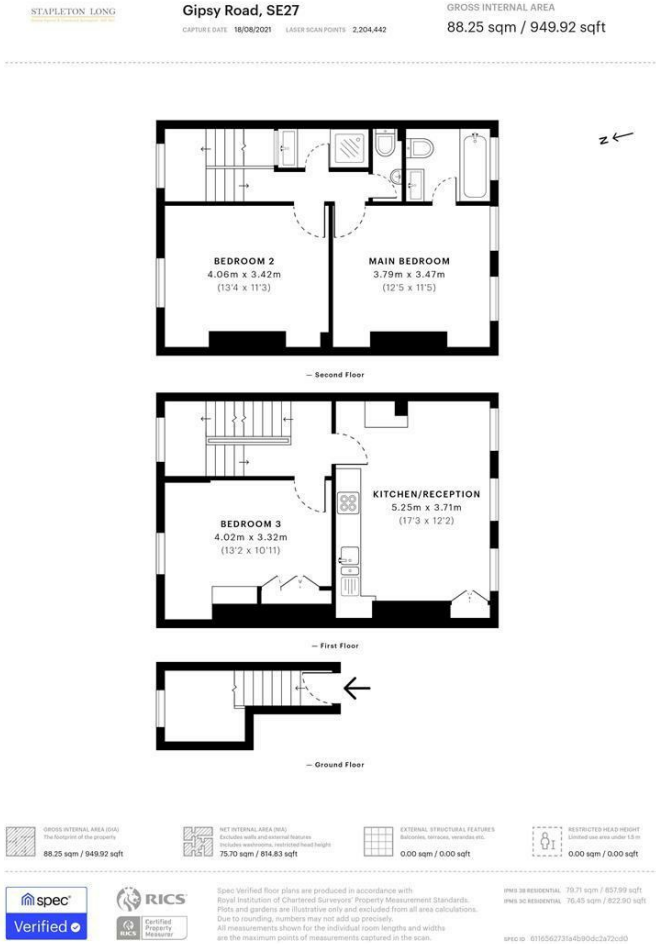 STAPLETON LONG
Gipsy Road, SE27
CAPTURE DATE 18/08/2021 LASER SCAN POINTS 2,204,442
GROSS INTERNAL AREA
88.25 sqm / 949.92 sqft
N
BEDROOM 2
4.06m x 3.42m
(13'4 x 11'3)
MAIN BEDROOM
3.79m x 3.47m
(12'5 x 11'5)
— Second Floor
KITCHEN/RECEPTION
5.25m x 3.71m
(17'3 x 12'2)
BEDROOM 3
4.02m x 3.32m
(13'2 x 10'11)
— First Floor
— Ground Floor
GROSS INTERNAL AREA (GIA)
The footprint of the property
88.25 sqm / 949.92 sqft
NET INTERNAL AREA (NIA)
Excludes walls and external features
Includes washrooms, restricted head height
75.70 sqm / 814.83 sqft
EXTERNAL STRUCTURAL FEATURES
Balconies, terraces, verandas etc.
0.00 sqm / 0.00 sqft
RESTRICTED HEAD HEIGHT
Limited use area under 1.5 m
0.00 sqm / 0.00 sqft
spec
Verified
RICS
RICS
Certified
Property
Measurer
Spec Verified floor plans are produced in accordance with
Royal Institution of Chartered Surveyors' Property Measurement Standards.
Plots and gardens are illustrative only and excluded from all area calculations.
Due to rounding, numbers may not add up precisely.
All measurements shown for the individual room lengths and widths
are the maximum points of measurements captured in the scan.
IPMS 3B RESIDENTIAL 79.71 sqm / 857.99 sqft
IPMS 3C RESIDENTIAL 76.45 sqm / 822.90 sqft
SPEC ID